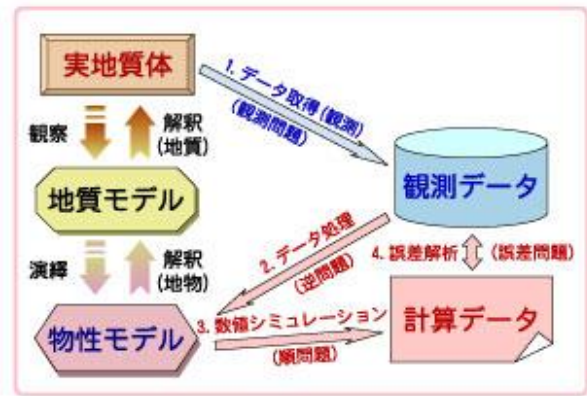 実地質体
1. データ取得(観測)
(観測問題)
観察
解釈
(地質)
地質モデル
観測データ
2. データ処理
(逆問題)
4. 誤差解析
(誤差問題)
演繹
解釈
(地物)
物性モデル
3. 数値シミュレーション
(順問題)
計算データ